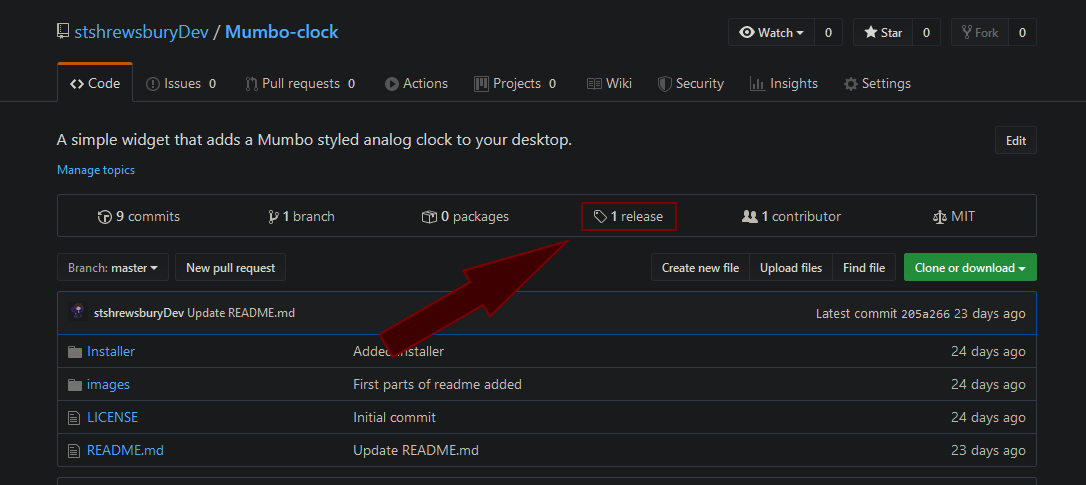 stshrewsburyDev / Mumbo-clock
Watch 0 Star 0 Fork 0
Code Issues 0 Pull requests 0 Actions Projects 0 Wiki Security Insights Settings
A simple widget that adds a Mumbo styled analog clock to your desktop. Edit
Manage topics
9 commits 1 branch 0 packages 1 release 1 contributor MIT
Branch: master New pull request Create new file Upload files Find file Clone or download
stshrewsburyDev Update README.md Latest commit 205a266 23 days ago
Installer Added installer 24 days ago
images First parts of readme added 24 days ago
LICENSE Initial commit 24 days ago
README.md Update README.md 23 days ago